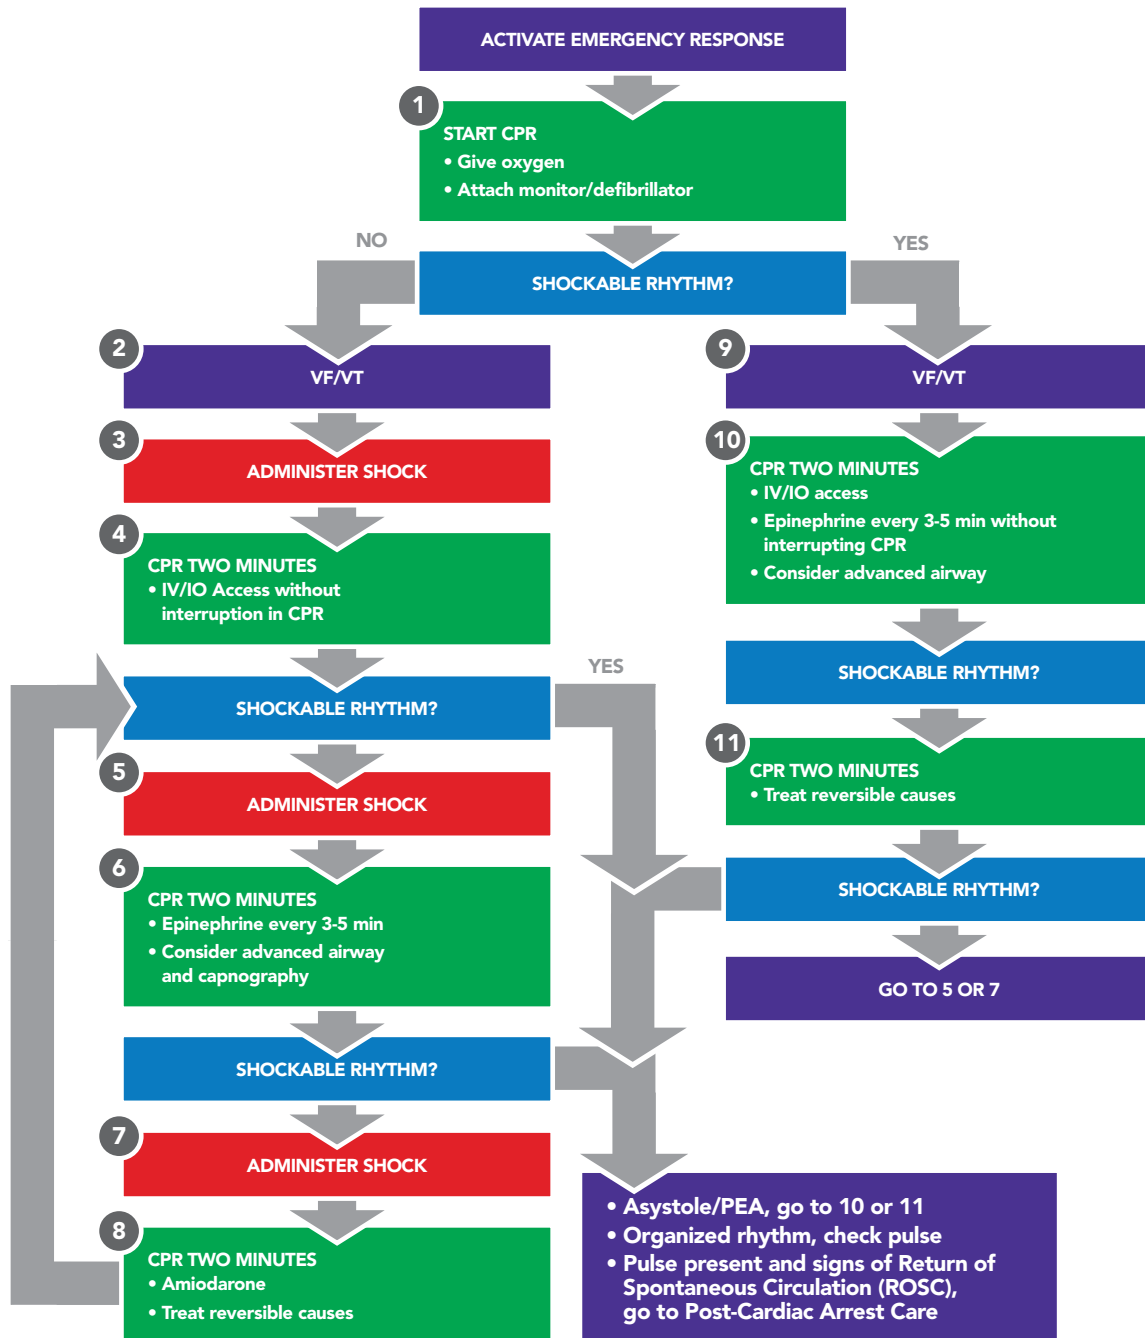 ACTIVATE EMERGENCY RESPONSE
1
START CPR
• Give oxygen
• Attach monitor/defibrillator
NO
YES
SHOCKABLE RHYTHM?
2
VF/VT
3
ADMINISTER SHOCK
4
CPR TWO MINUTES
• IV/IO Access without
interruption in CPR
YES
SHOCKABLE RHYTHM?
5
ADMINISTER SHOCK
6
CPR TWO MINUTES
• Epinephrine every 3-5 min
• Consider advanced airway
and capnography
SHOCKABLE RHYTHM?
7
ADMINISTER SHOCK
8
CPR TWO MINUTES
• Amiodarone
• Treat reversible causes
9
VF/VT
10
CPR TWO MINUTES
• IV/IO access
• Epinephrine every 3-5 min without
interrupting CPR
• Consider advanced airway
SHOCKABLE RHYTHM?
11
CPR TWO MINUTES
• Treat reversible causes
SHOCKABLE RHYTHM?
GO TO 5 OR 7
• Asystole/PEA, go to 10 or 11
• Organized rhythm, check pulse
• Pulse present and signs of Return of
Spontaneous Circulation (ROSC),
go to Post-Cardiac Arrest Care